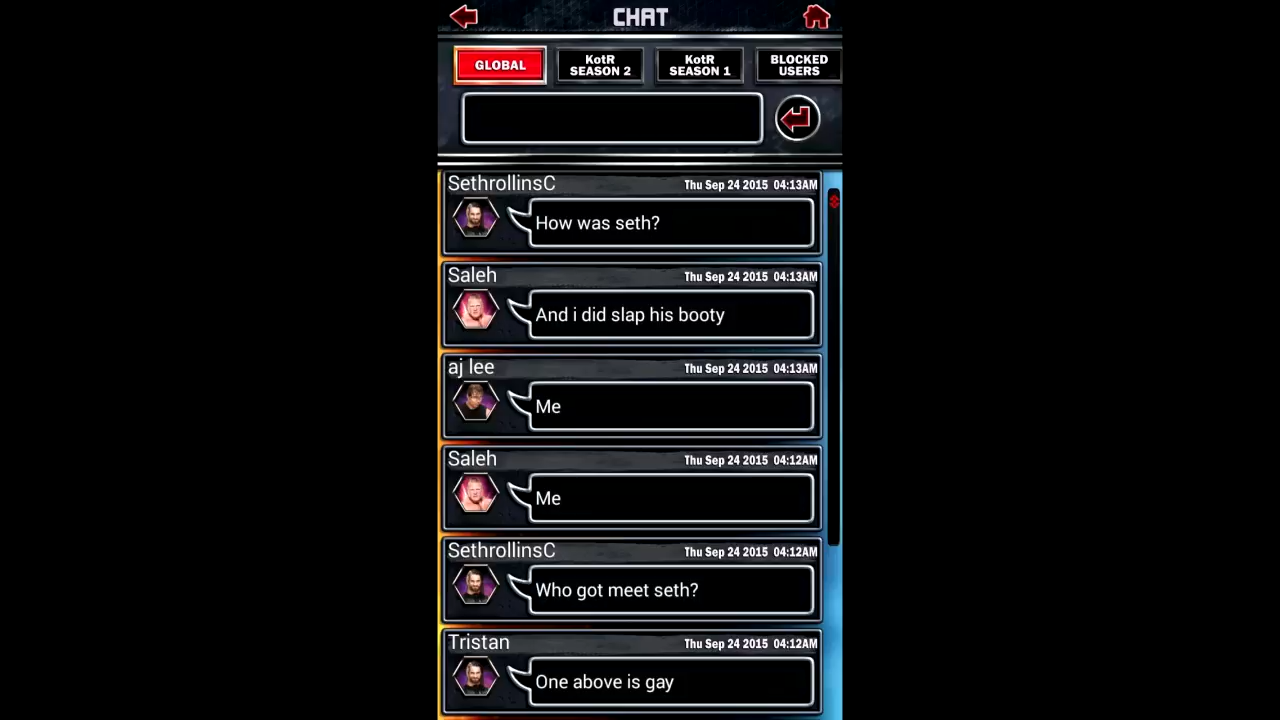 CHAT
GLOBAL
KotR
SEASON 2
KotR
SEASON 1
BLOCKED
USERS
SethrollinsC
Thu Sep 24 2015 04:13AM
How was seth?
Saleh
Thu Sep 24 2015 04:13AM
And i did slap his booty
aj lee
Thu Sep 24 2015 04:13AM
Me
Saleh
Thu Sep 24 2015 04:12AM
Me
SethrollinsC
Thu Sep 24 2015 04:12AM
Who got meet seth?
Tristan
Thu Sep 24 2015 04:12AM
One above is gay